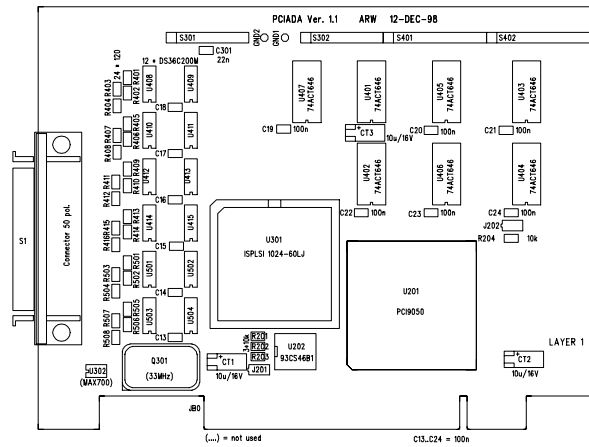 PCIADA Ver. 1.1 ARW 12-DEC-98
S301
GND2
GND1
S302
S401
S402
C301
22n
24 * 120
12 * DS36C200M
R403
R404
R401
R402
U408
U409
C18
R407
R408
R405
R406
U410
U411
C17
R411
R412
R409
R410
U412
U413
C16
R415
R416
R413
R414
U414
U415
C15
R503
R504
R501
R502
U501
U502
C14
R507
R508
R505
R506
U503
U504
C13
U407
74ACT646
U401
74ACT646
U405
74ACT646
U403
74ACT646
C19
100n
CT3
10u/16V
C20
100n
C21
100n
U402
74ACT646
U406
74ACT646
U404
74ACT646
C22
100n
C23
100n
C24
100n
J202
R204
10k
S1
Connector 50 pol.
U301
ISPLSI 1024-60LJ
U201
PCI9050
U302
(MAX700)
Q301
(33MHz)
CT1
10u/16V
3*10k
R201
R202
R203
J201
U202
93CS46B1
CT2
10u/16V
LAYER 1
JB0
(....) = not used
C13..C24 = 100n